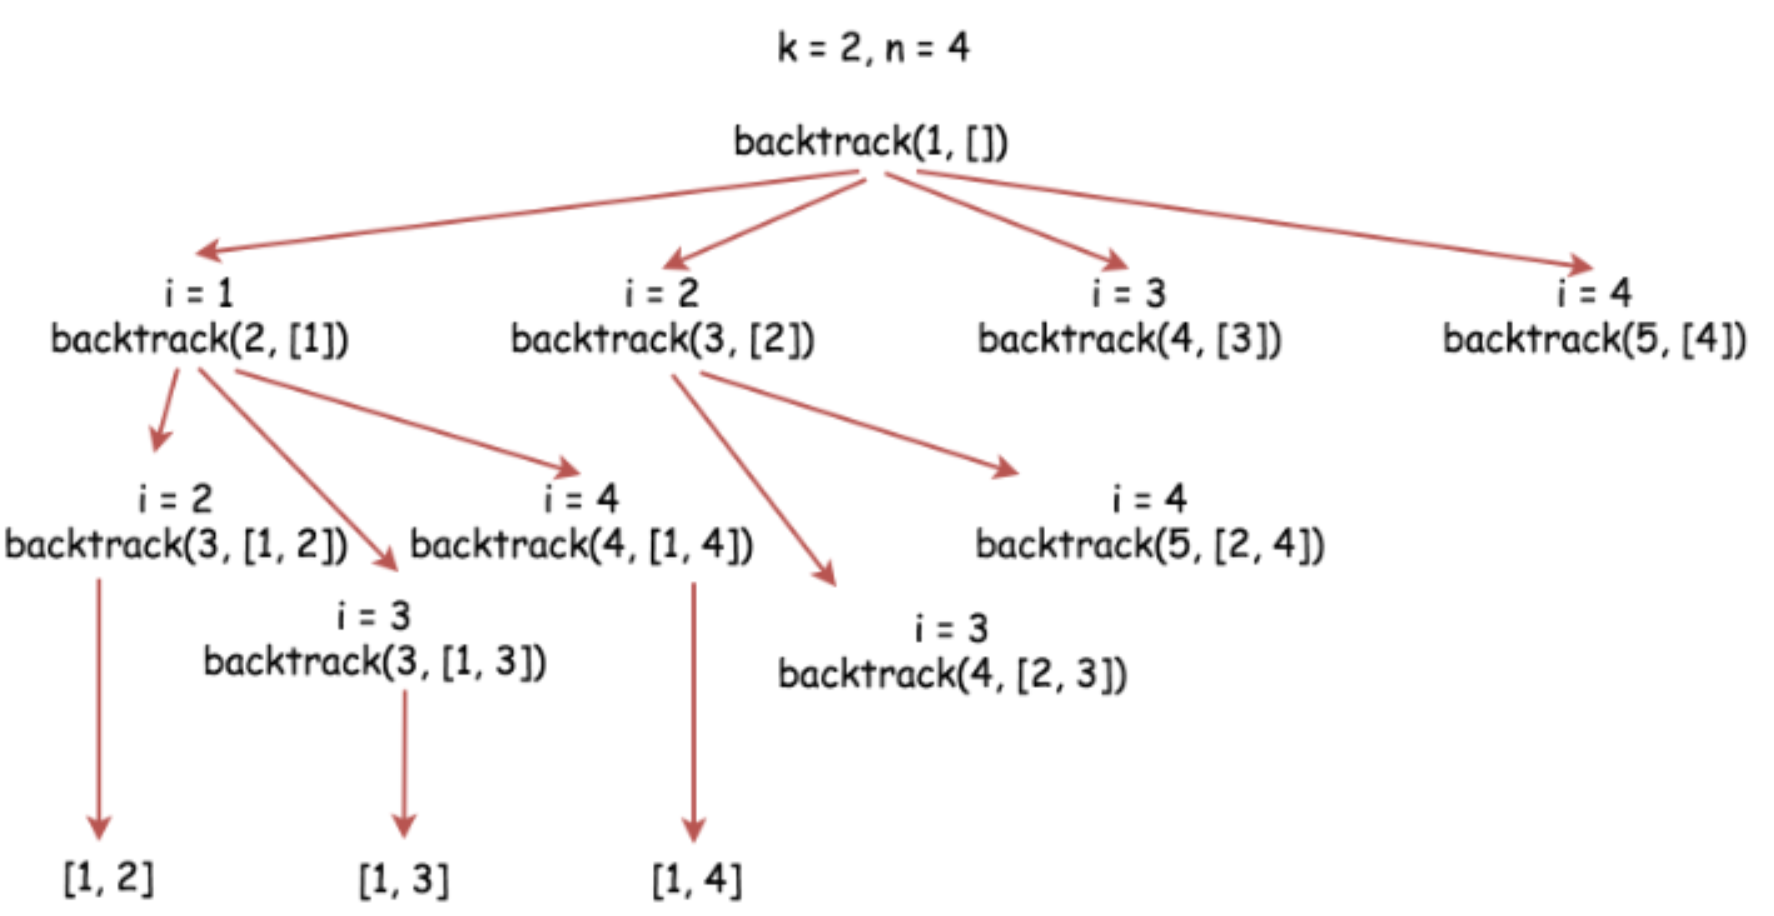 k = 2, n = 4
backtrack(1, [])
i = 1
backtrack(2, [1])
i = 2
backtrack(3, [2])
i = 3
backtrack(4, [3])
i = 4
backtrack(5, [4])
i = 2
backtrack(3, [1, 2])
i = 4
backtrack(4, [1, 4])
i = 4
backtrack(5, [2, 4])
i = 3
backtrack(3, [1, 3])
i = 3
backtrack(4, [2, 3])
[1, 2]
[1, 3]
[1, 4]